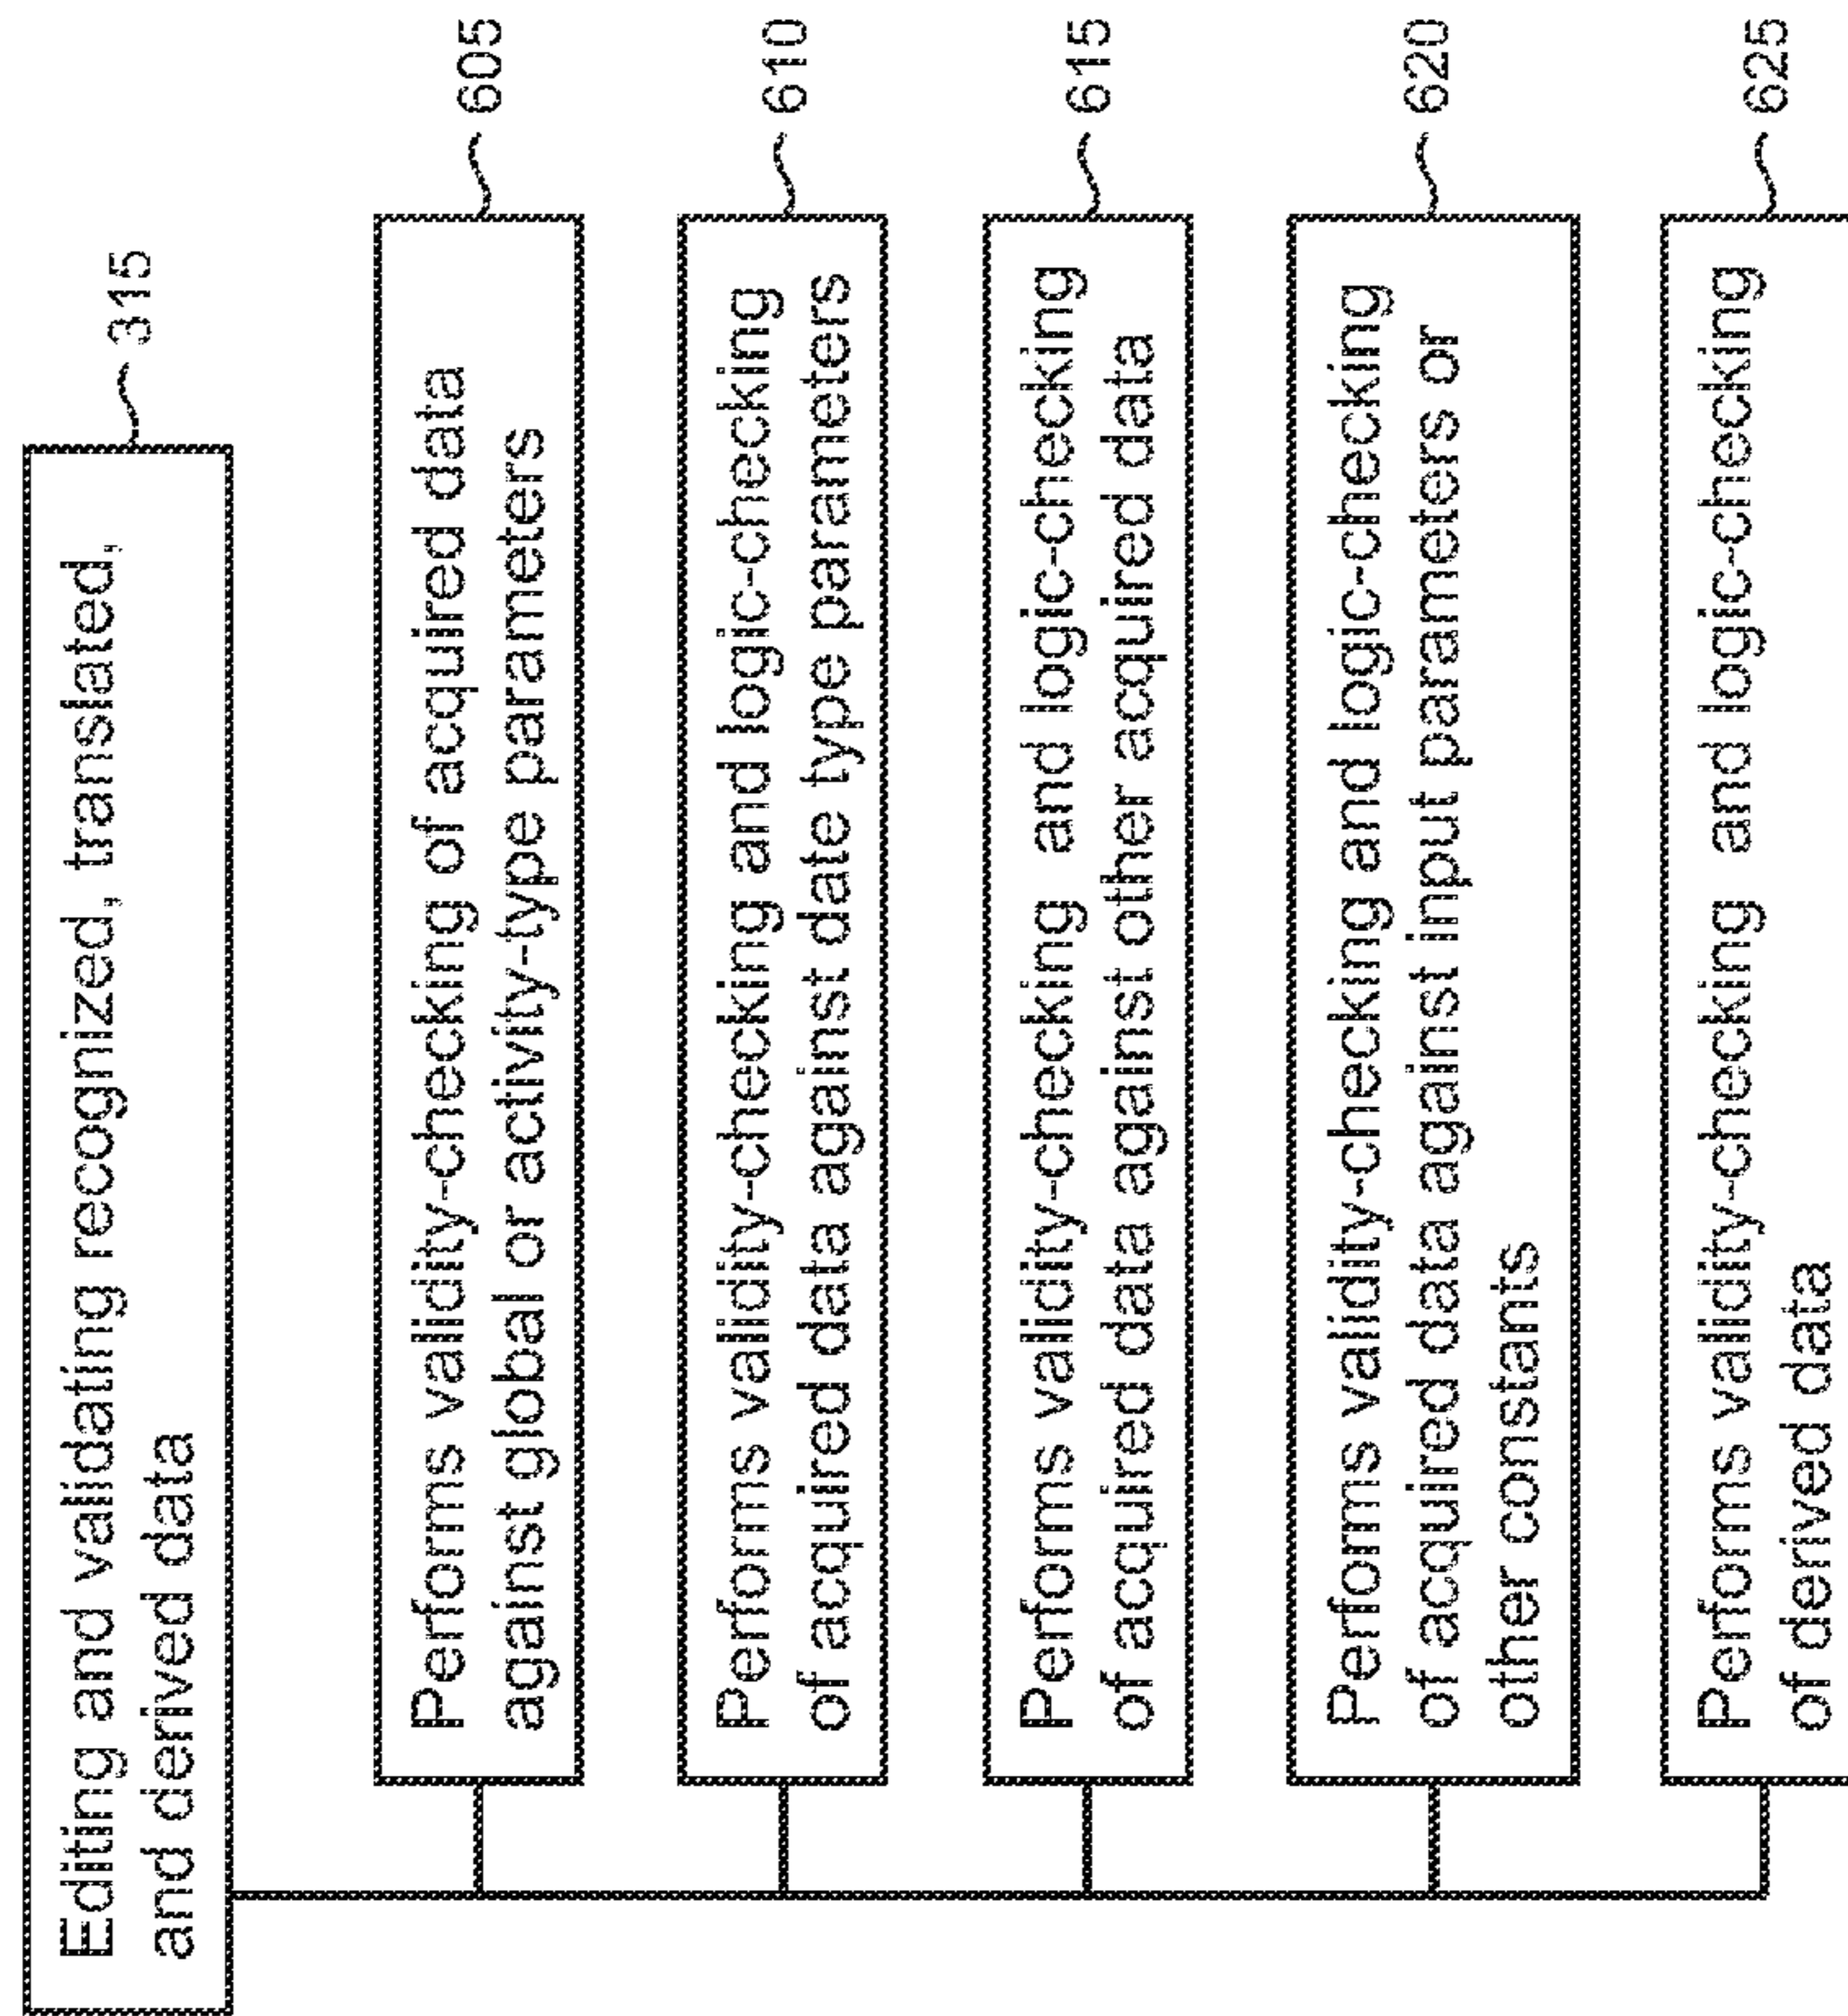 Editing and validating recognized, translated,
and derived data
315
Performs validity-checking of acquired data
against global or activity-type parameters
605
Performs validity-checking and logic-checking
of acquired data against date type parameters
610
Performs validity-checking and logic-checking
of acquired data against other acquired data
615
Performs validity-checking and logic-checking
of acquired data against input parameters or
other constants
620
Performs validity-checking and logic-checking
of derived data
625